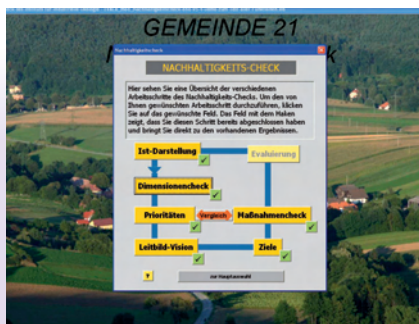 GEMEINDE 21
Nachhaltigkeitscheck
NACHHALTIGKEITS-CHECK
Hier sehen Sie eine Übersicht der verschiedenen
Arbeitsschritte des Nachhaltigkeits-Checks. Um den von
Ihnen gewünschten Arbeitsschritt durchzuführen, klicken
Sie auf das gewünschte Feld. Das Feld mit dem Haken
zeigt, dass Sie diesen Schritt bereits abgeschlossen haben
und bringt Sie direkt zu den vorhandenen Ergebnissen.
Ist-Darstellung
Evaluierung
Dimensionencheck
Prioritäten
Vergleich
Maßnahmencheck
Leitbild-Vision
Ziele
?
zur Hauptauswahl